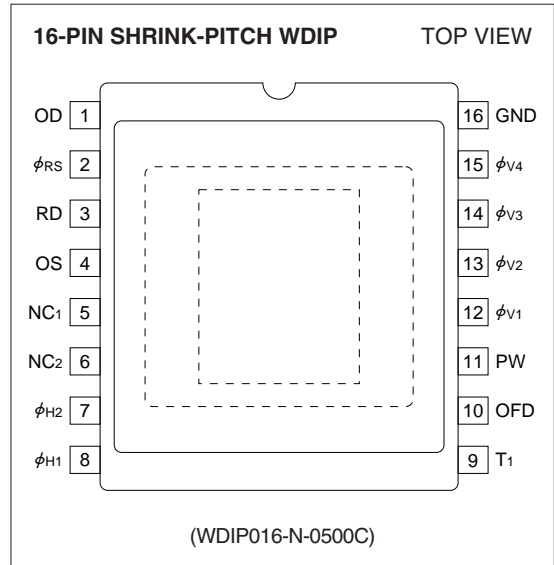 16-PIN SHRINK-PITCH WDIP TOP VIEW
OD 1 16 GND
ϕRS 2 15 ϕV4
RD 3 14 ϕV3
OS 4 13 ϕV2
NC1 5 12 ϕV1
NC2 6 11 PW
ϕH2 7 10 OFD
ϕH1 8 9 T1
(WDIP016-N-0500C)